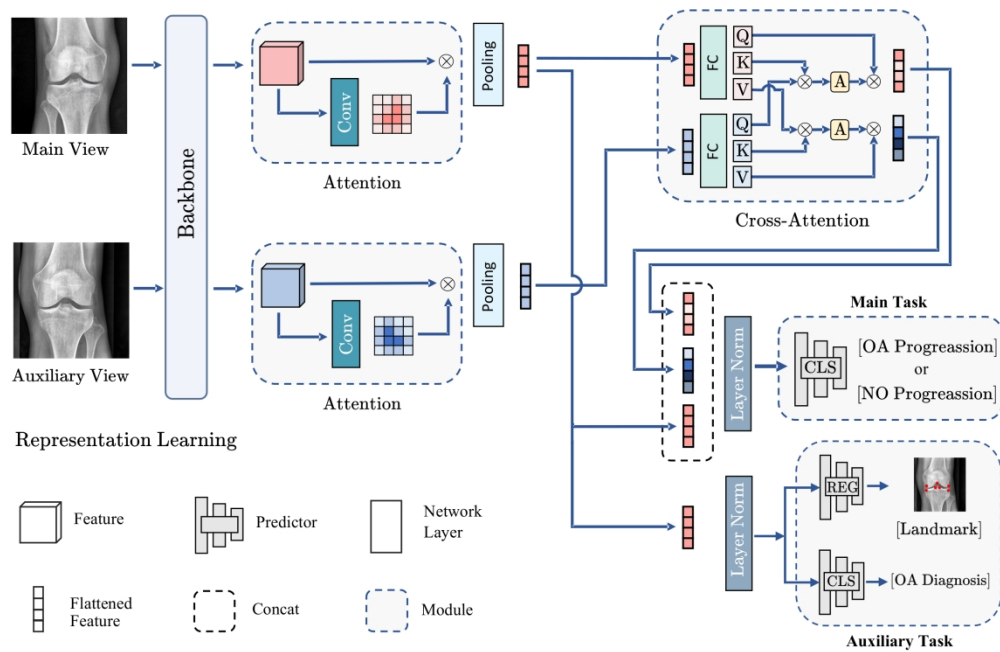 Main View
Backbone
Conv
Attention
Pooling
FC
Q
K
V
A
FC
Q
K
V
A
Cross-Attention
Auxiliary View
Conv
Attention
Pooling
Layer Norm
Main Task
CLS
[OA Progreassion]
or
[NO Progreassion]
Layer Norm
REG
[Landmark]
CLS
[OA Diagnosis]
Auxiliary Task
Representation Learning
Feature
Predictor
Network
Layer
Flattened
Feature
Concat
Module